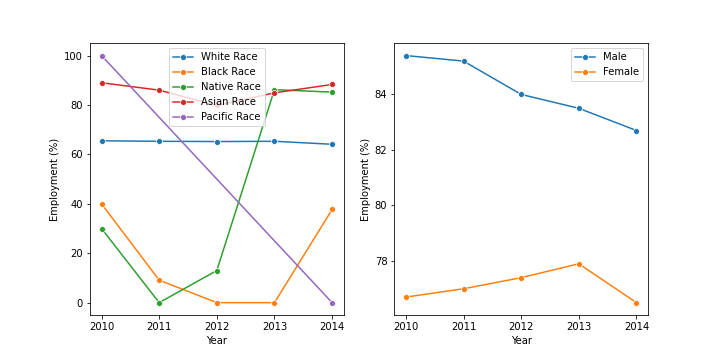 100
80
60
40
20
0
Employment (%)
2010 2011 2012 2013 2014
Year
White Race
Black Race
Native Race
Asian Race
Pacific Race
84
82
80
78
Employment (%)
2010 2011 2012 2013 2014
Year
Male
Female